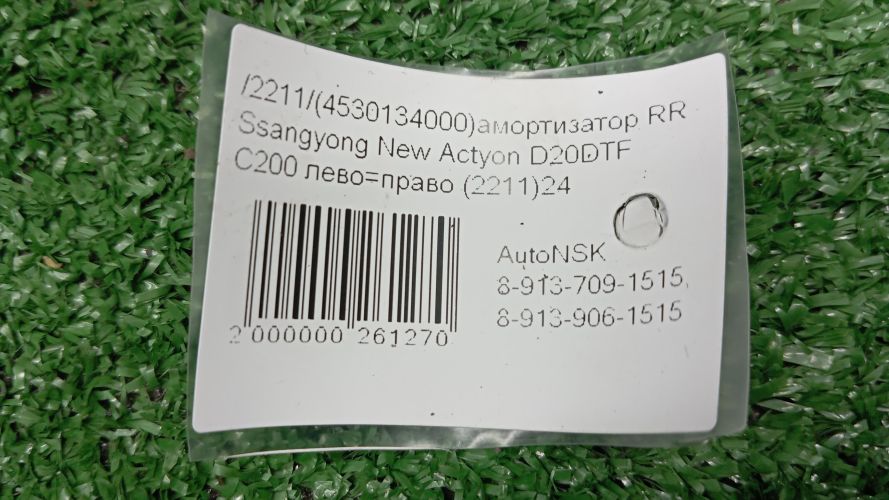 /2211/(4530134000)амортизатор RR
Ssangyong New Actyon D20DTF
C200 лево=право (2211)24
AutoNSK
8-913-709-1515,
8-913-906-1515
2 000000 261270